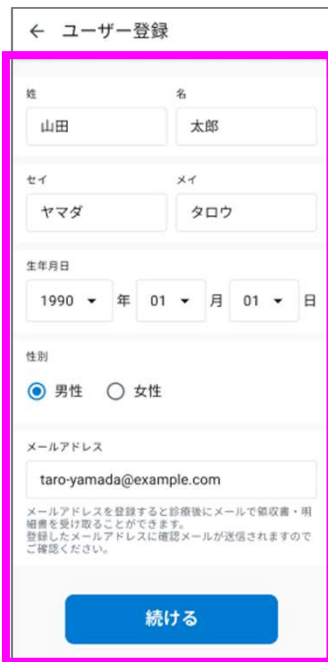 ← ユーザー登録
姓 名
山田 太郎
セイ メイ
ヤマダ タロウ
生年月日
1990 年 01 月 01 日
性別
男性 女性
メールアドレス
taro-yamada@example.com
メールアドレスを登録すると診療後にメールで領収書・明
細書を受け取ることができます。
登録したメールアドレスに確認メールが送信されますので
ご確認ください。
続ける